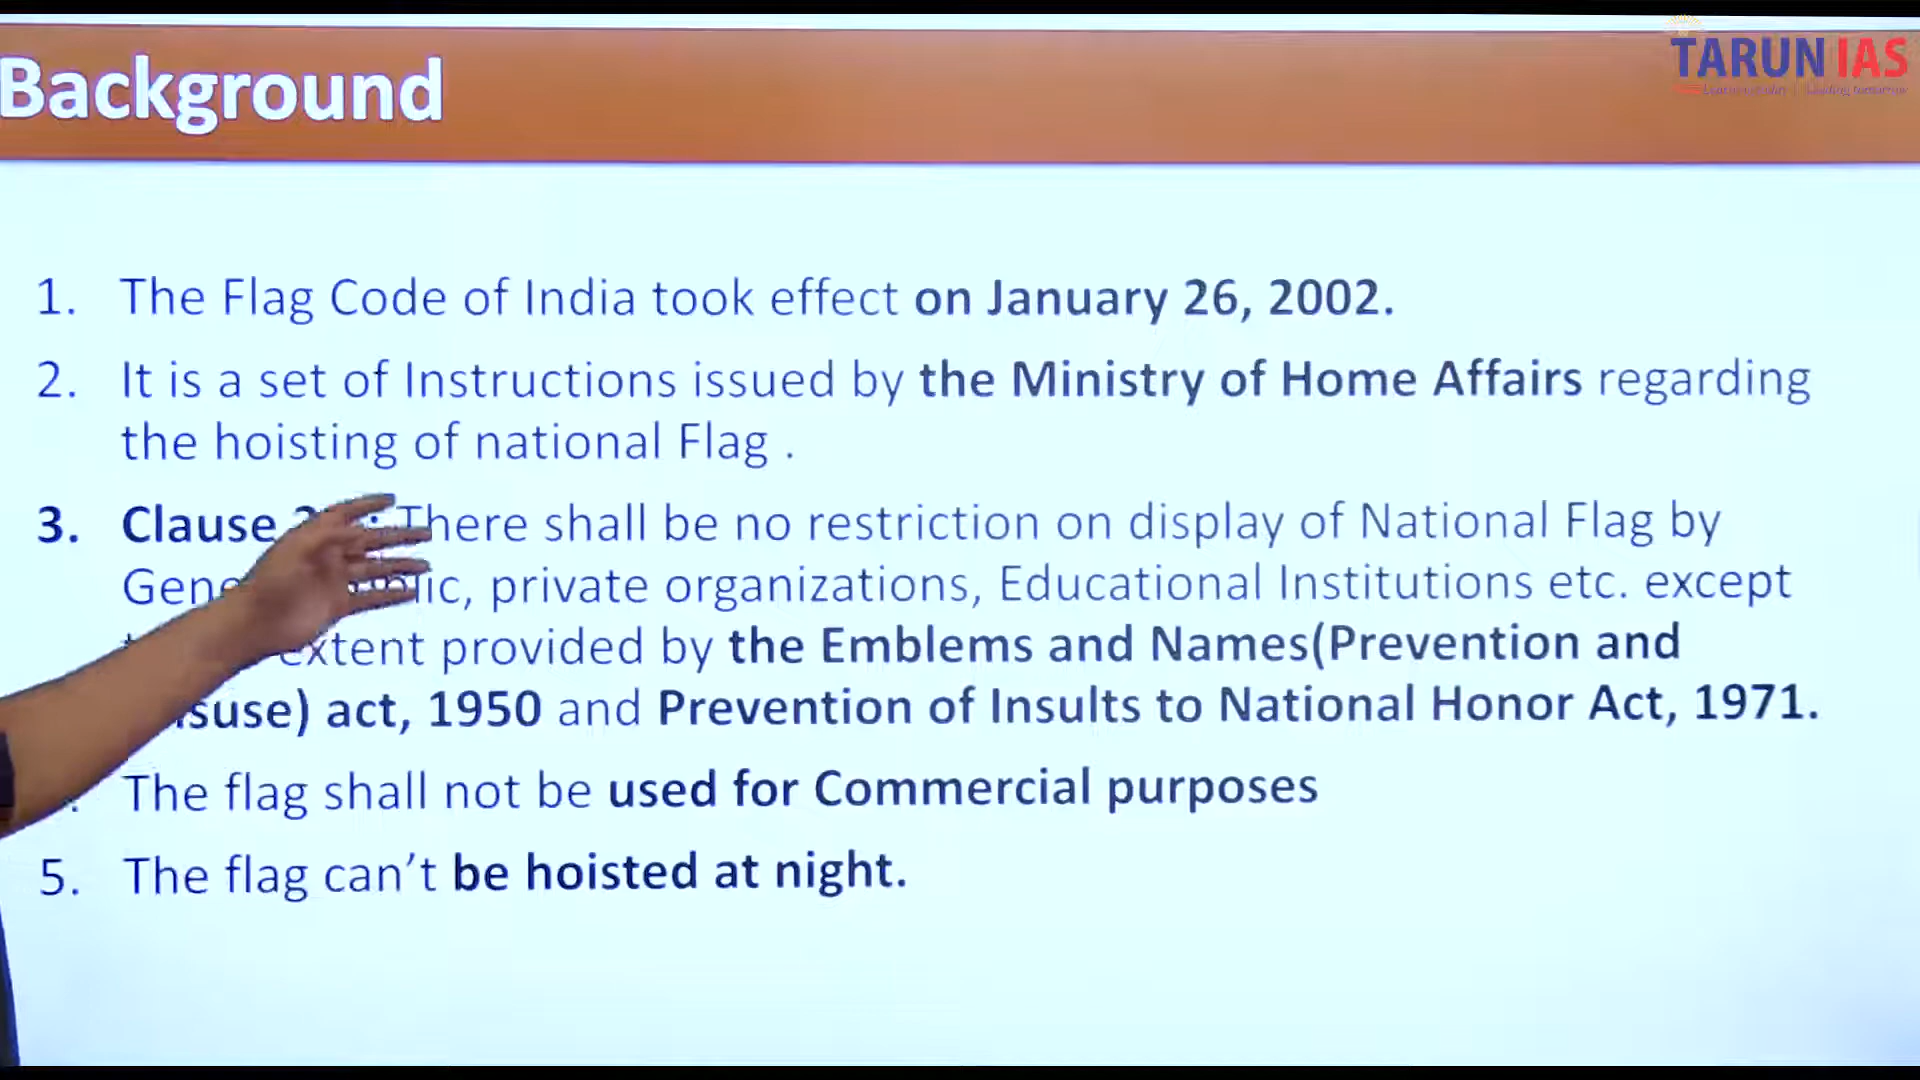 Background
TARUN IAS
1. The Flag Code of India took effect on January 26, 2002.
2. It is a set of Instructions issued by the Ministry of Home Affairs regarding
the hoisting of national Flag .
3. Clause : There shall be no restriction on display of National Flag by
private organizations, Educational Institutions etc. except
extent provided by the Emblems and Names(Prevention and
act, 1950 and Prevention of Insults to National Honor Act, 1971.
The flag shall not be used for Commercial purposes
5. The flag can't be hoisted at night.